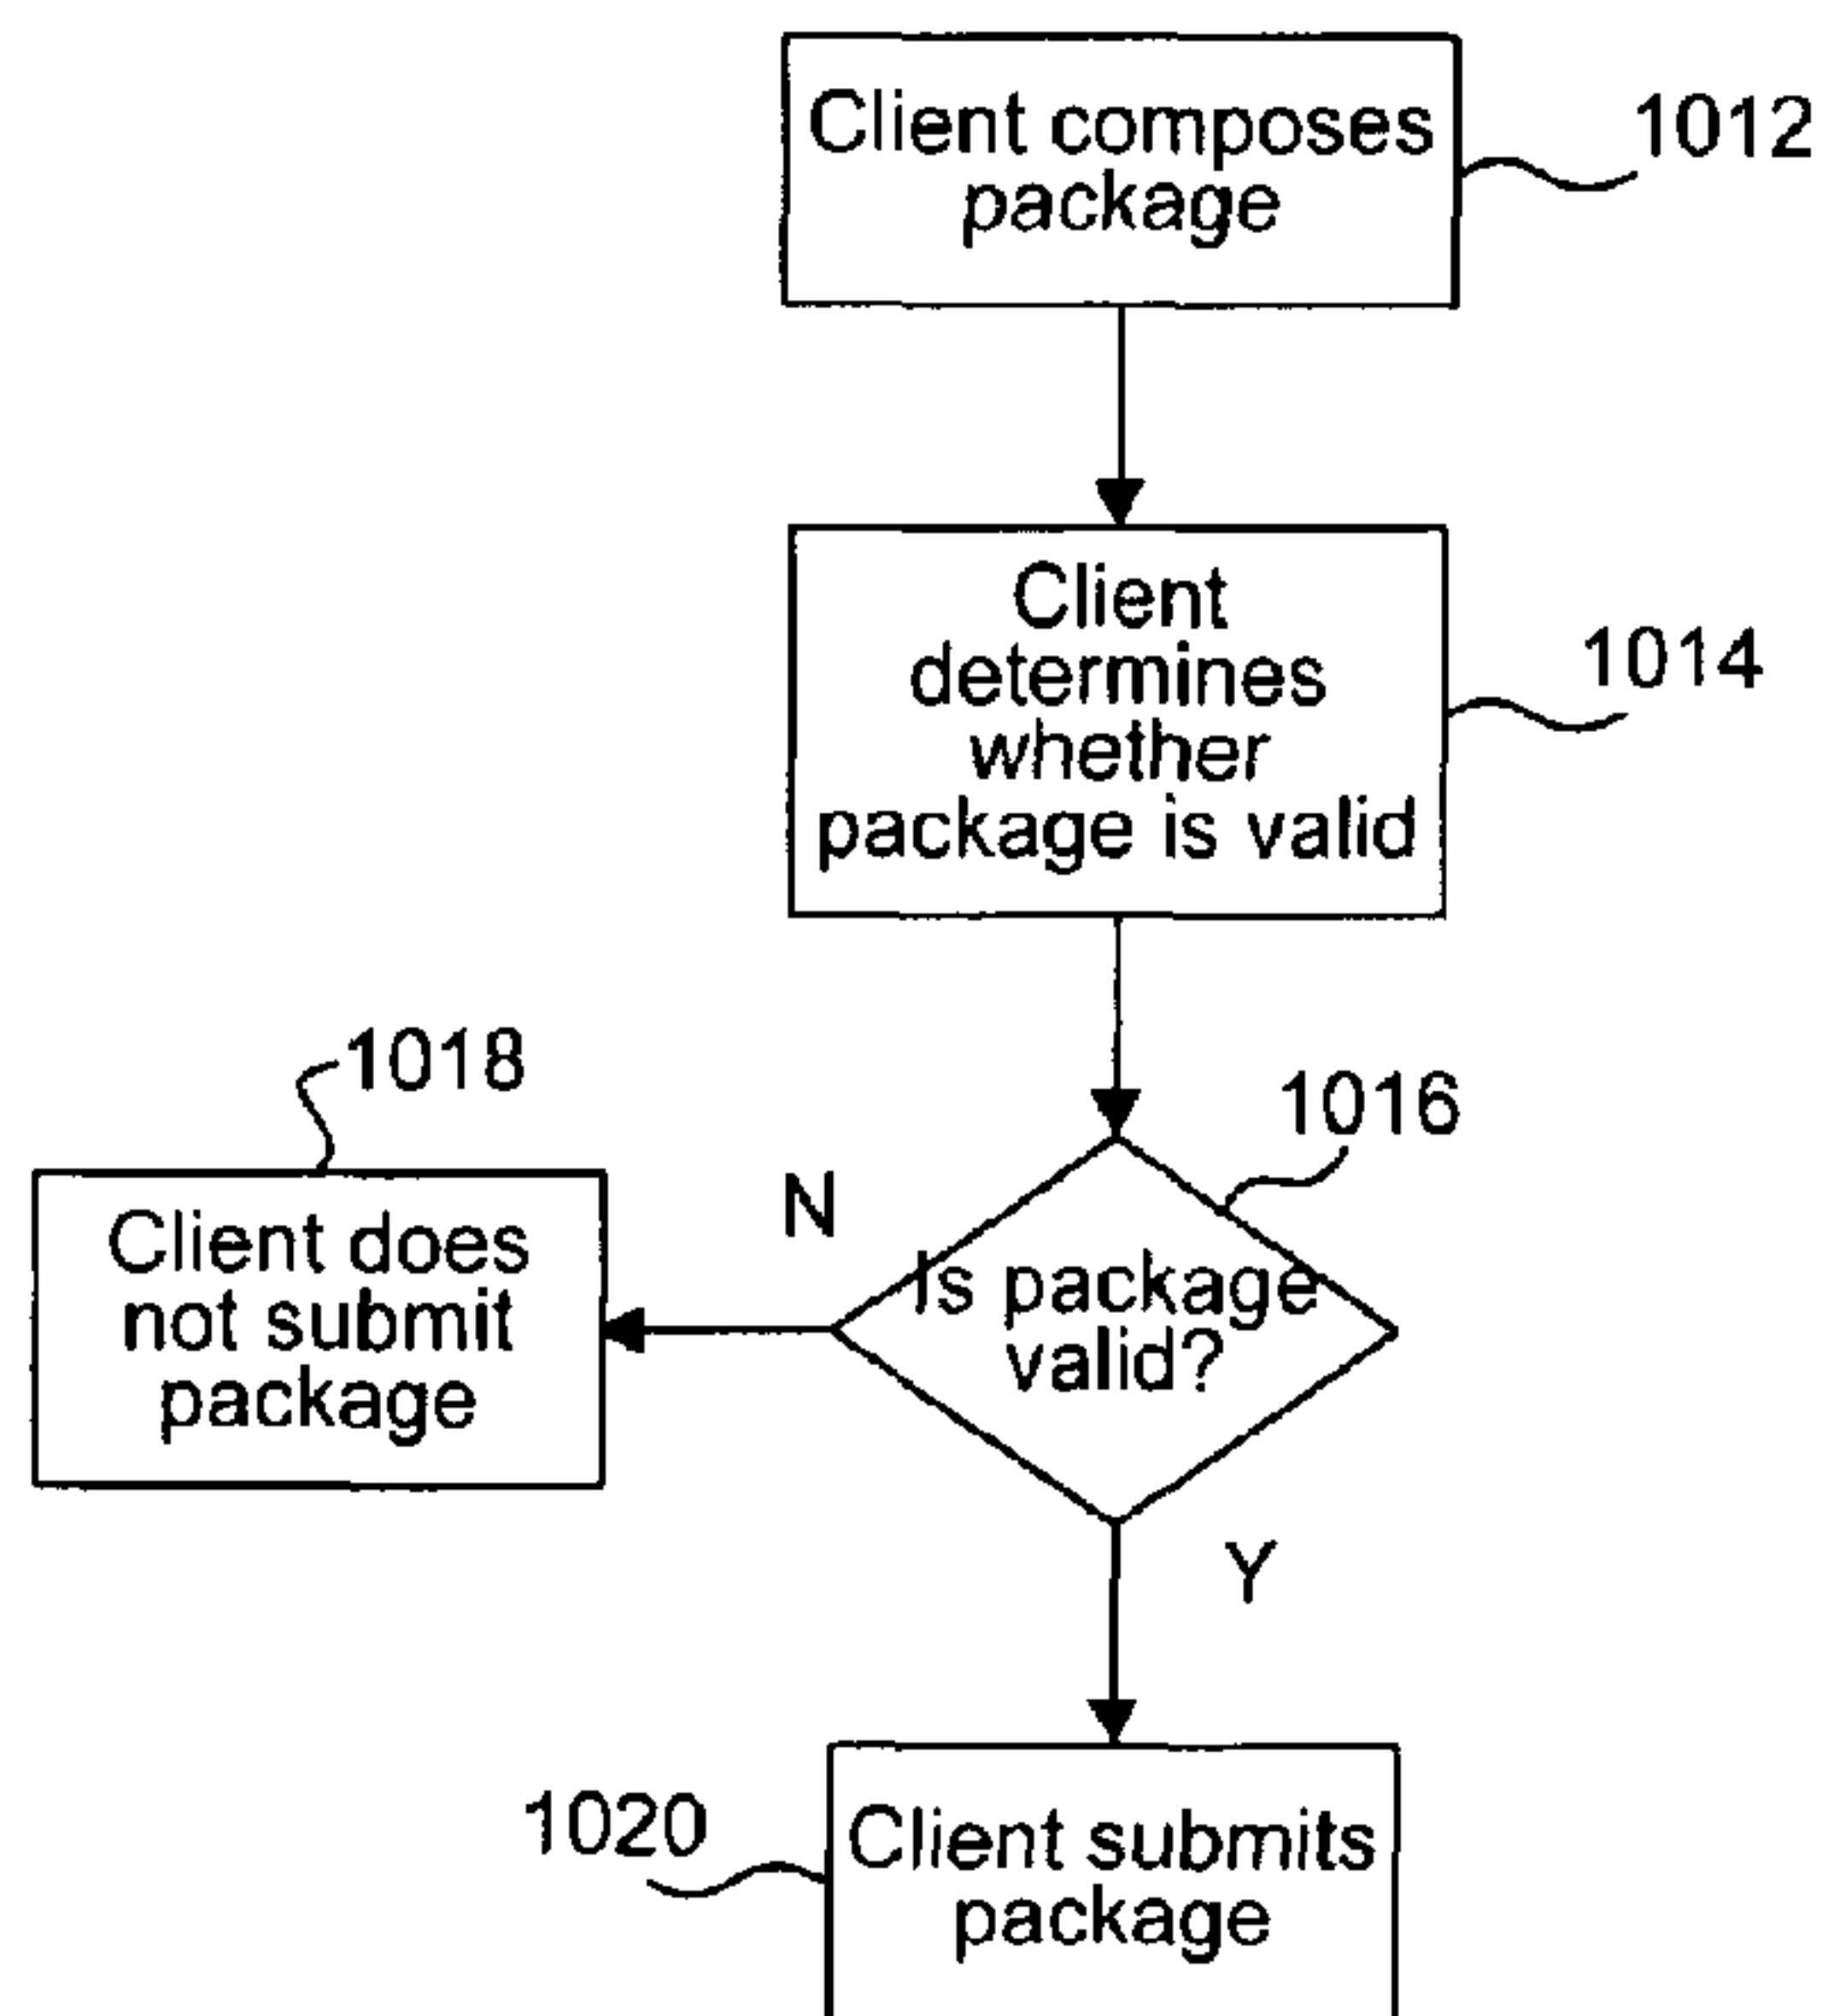 Client composes
package
1012
Client
determines
whether
package is valid
1014
1018
1016
N
Client does
not submit
package
Is package
valid?
Y
1020
Client submits
package